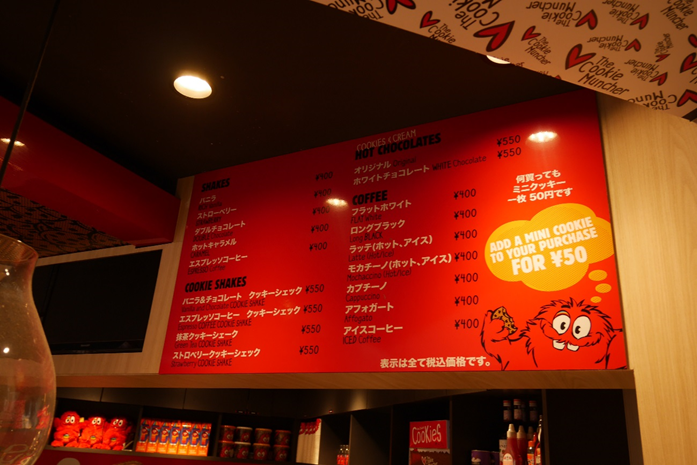 The Cookie Muncher
SHAKES
バニラ ¥400
ストローベリー ¥400
ダブルチョコレート ¥400
ホットキャラメル ¥400
エスプレッソコーヒー ¥400
COOKIE SHAKES
バニラ&チョコレート クッキーシェック ¥550
エスプレッソコーヒー クッキーシェック ¥550
抹茶クッキーシェーク ¥550
ストロベリークッキーシェック ¥550
COOKIES & CREAM
HOT CHOCOLATES
オリジナル Original ¥550
ホワイトチョコレート WHITE Chocolate ¥550
COFFEE
フラットホワイト ¥400
ロングブラック ¥400
Long BLACK
ラッテ(ホット、アイス) ¥400
モカチーノ(ホット,アイス) ¥400
カプチーノ ¥400
Cappuccino
アフォガート ¥400
Affogato
アイスコーヒー ¥400
ICED Coffee
表示は全て税込価格です。
何買っても
ミニクッキー
一枚 50円です
ADD A MINI COOKIE
TO YOUR PURCHASE
FOR ¥50
COOKIES